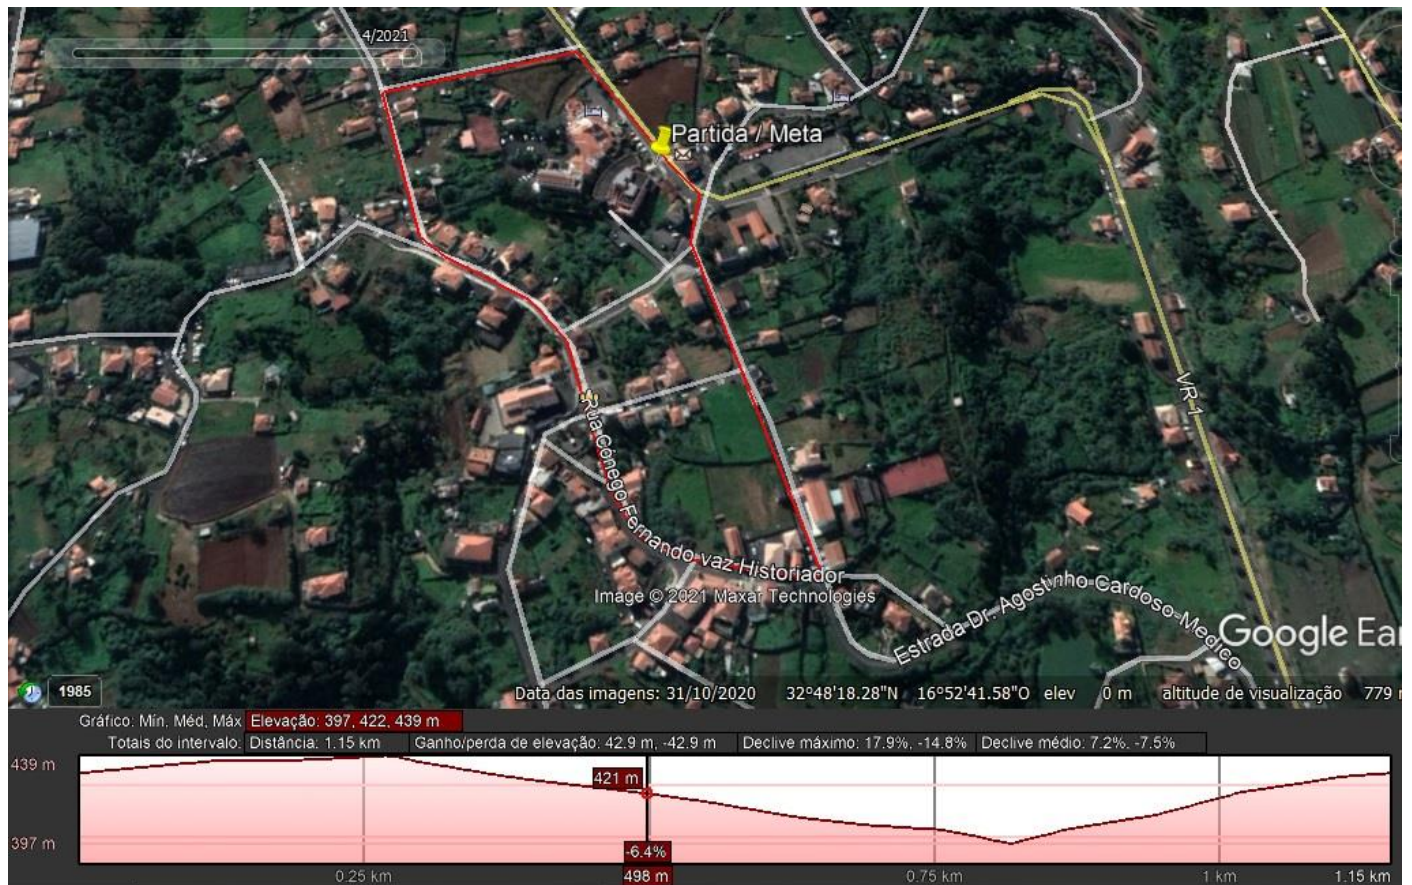 4/2021
Partida / Meta
VR-1
Rua Cónego Fernando vaz Historiador
Image © 2021 Maxar Technologies
Estrada Dr. Agostinho Cardoso-Medico
Google Ear
1985
Data das imagens: 31/10/2020 32°48'18.28"N 16°52'41.58"O elev 0 m altitude de visualização 779 m
Gráfico: Mín, Méd, Máx Elevação: 397, 422, 439 m
Totais do intervalo: Distância: 1.15 km Ganho/perda de elevação: 42.9 m, -42.9 m Declive máximo: 17.9%, -14.8% Declive médio: 7.2%, -7.5%
439 m
421 m
397 m
-6.4%
0.25 km 498 m 0.75 km 1 km 1.15 km